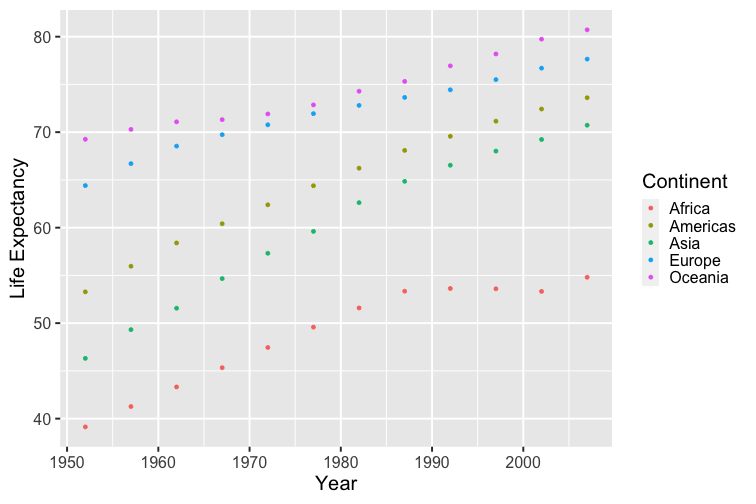 80
70
60
50
40
Life Expectancy
1950 1960 1970 1980 1990 2000
Year
Continent
Africa
Americas
Asia
Europe
Oceania